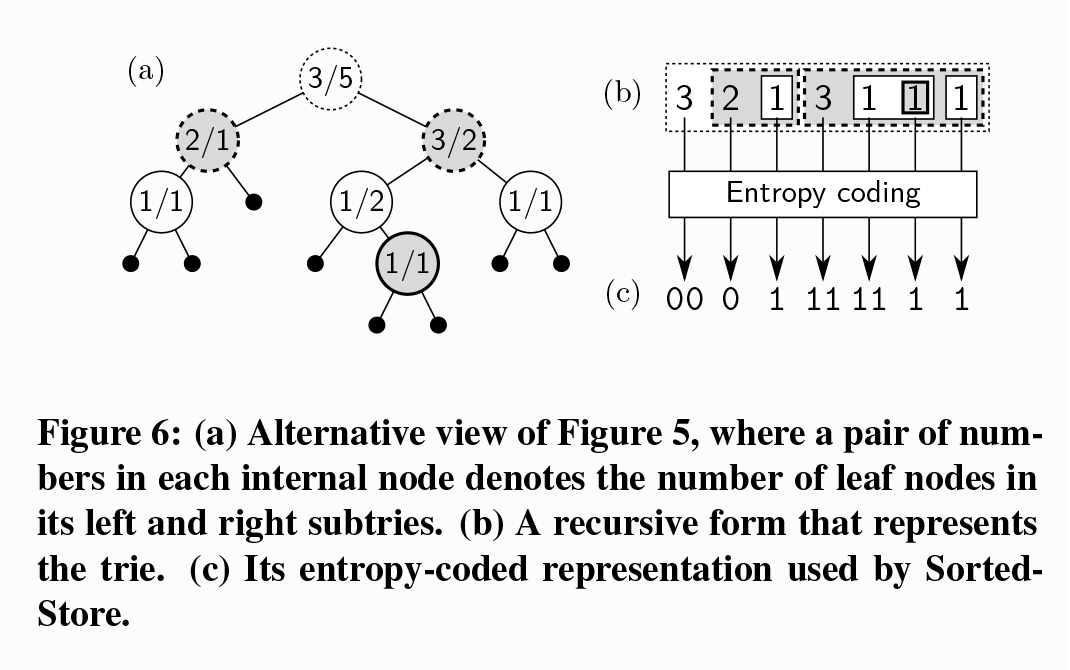 (a)
3/5
2/1
3/2
1/1
1/2
1/1
1/1
(b)
3 2 1 3 1 1 1
Entropy coding
(c)
00 0 1 11 11 1 1
Figure 6: (a) Alternative view of Figure 5, where a pair of num-
bers in each internal node denotes the number of leaf nodes in
its left and right subtries. (b) A recursive form that represents
the trie. (c) Its entropy-coded representation used by Sorted-
Store.